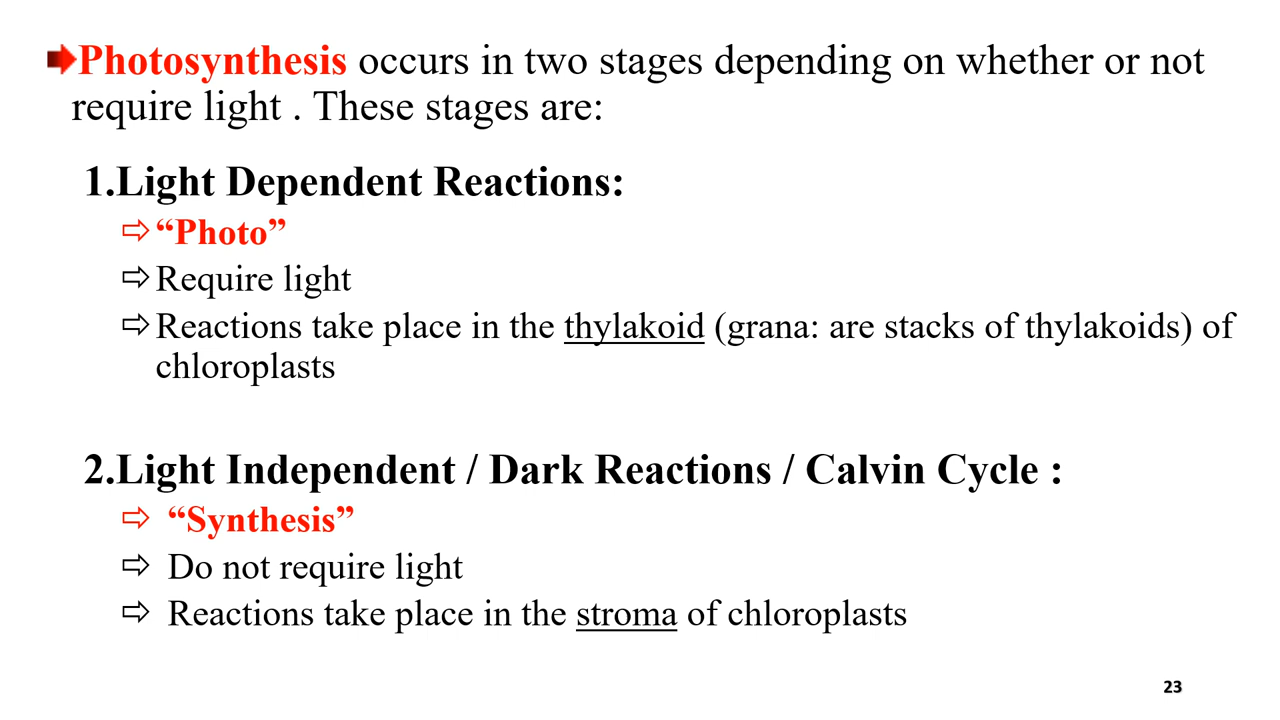 Photosynthesis occurs in two stages depending on whether or not
require light . These stages are:
1.Light Dependent Reactions:
⇨“Photo”
⇨Require light
⇨Reactions take place in the thylakoid (grana: are stacks of thylakoids) of
chloroplasts
2.Light Independent / Dark Reactions / Calvin Cycle :
⇨ “Synthesis”
⇨ Do not require light
⇨ Reactions take place in the stroma of chloroplasts
23